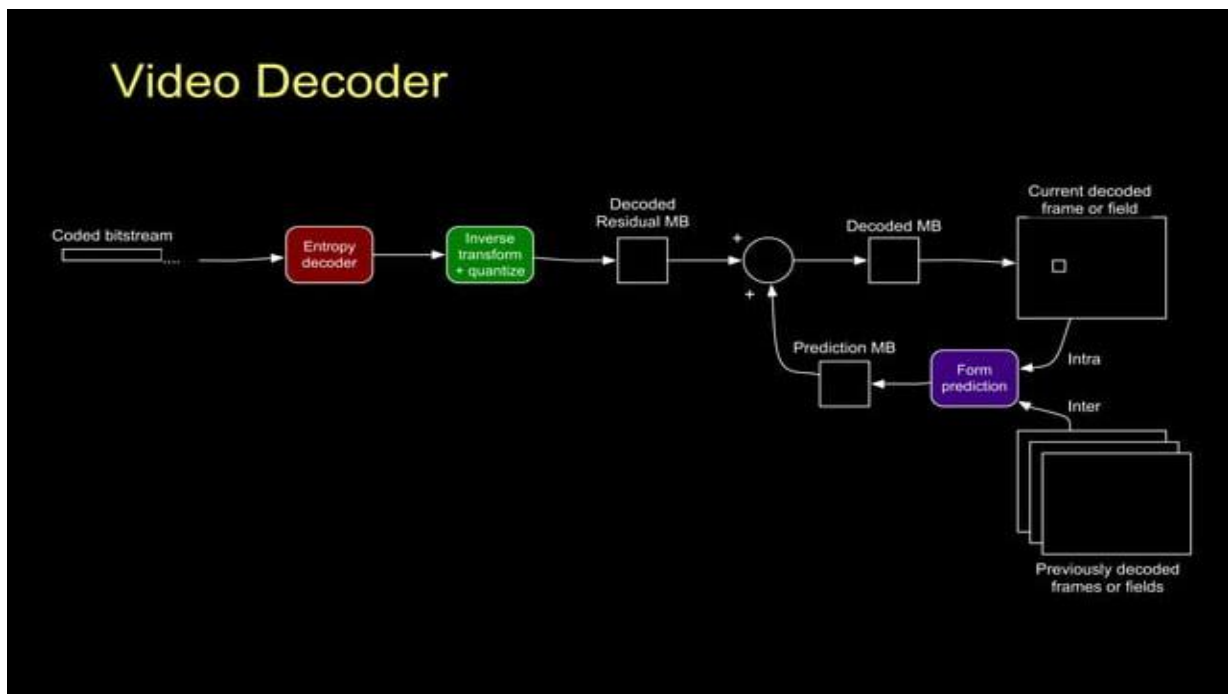 Video Decoder
Coded bitstream
....
Entropy
decoder
Inverse
transform
+ quantize
Decoded
Residual MB
+
+
Decoded MB
Current decoded
frame or field
Prediction MB
Form
prediction
Intra
Inter
Previously decoded
frames or fields